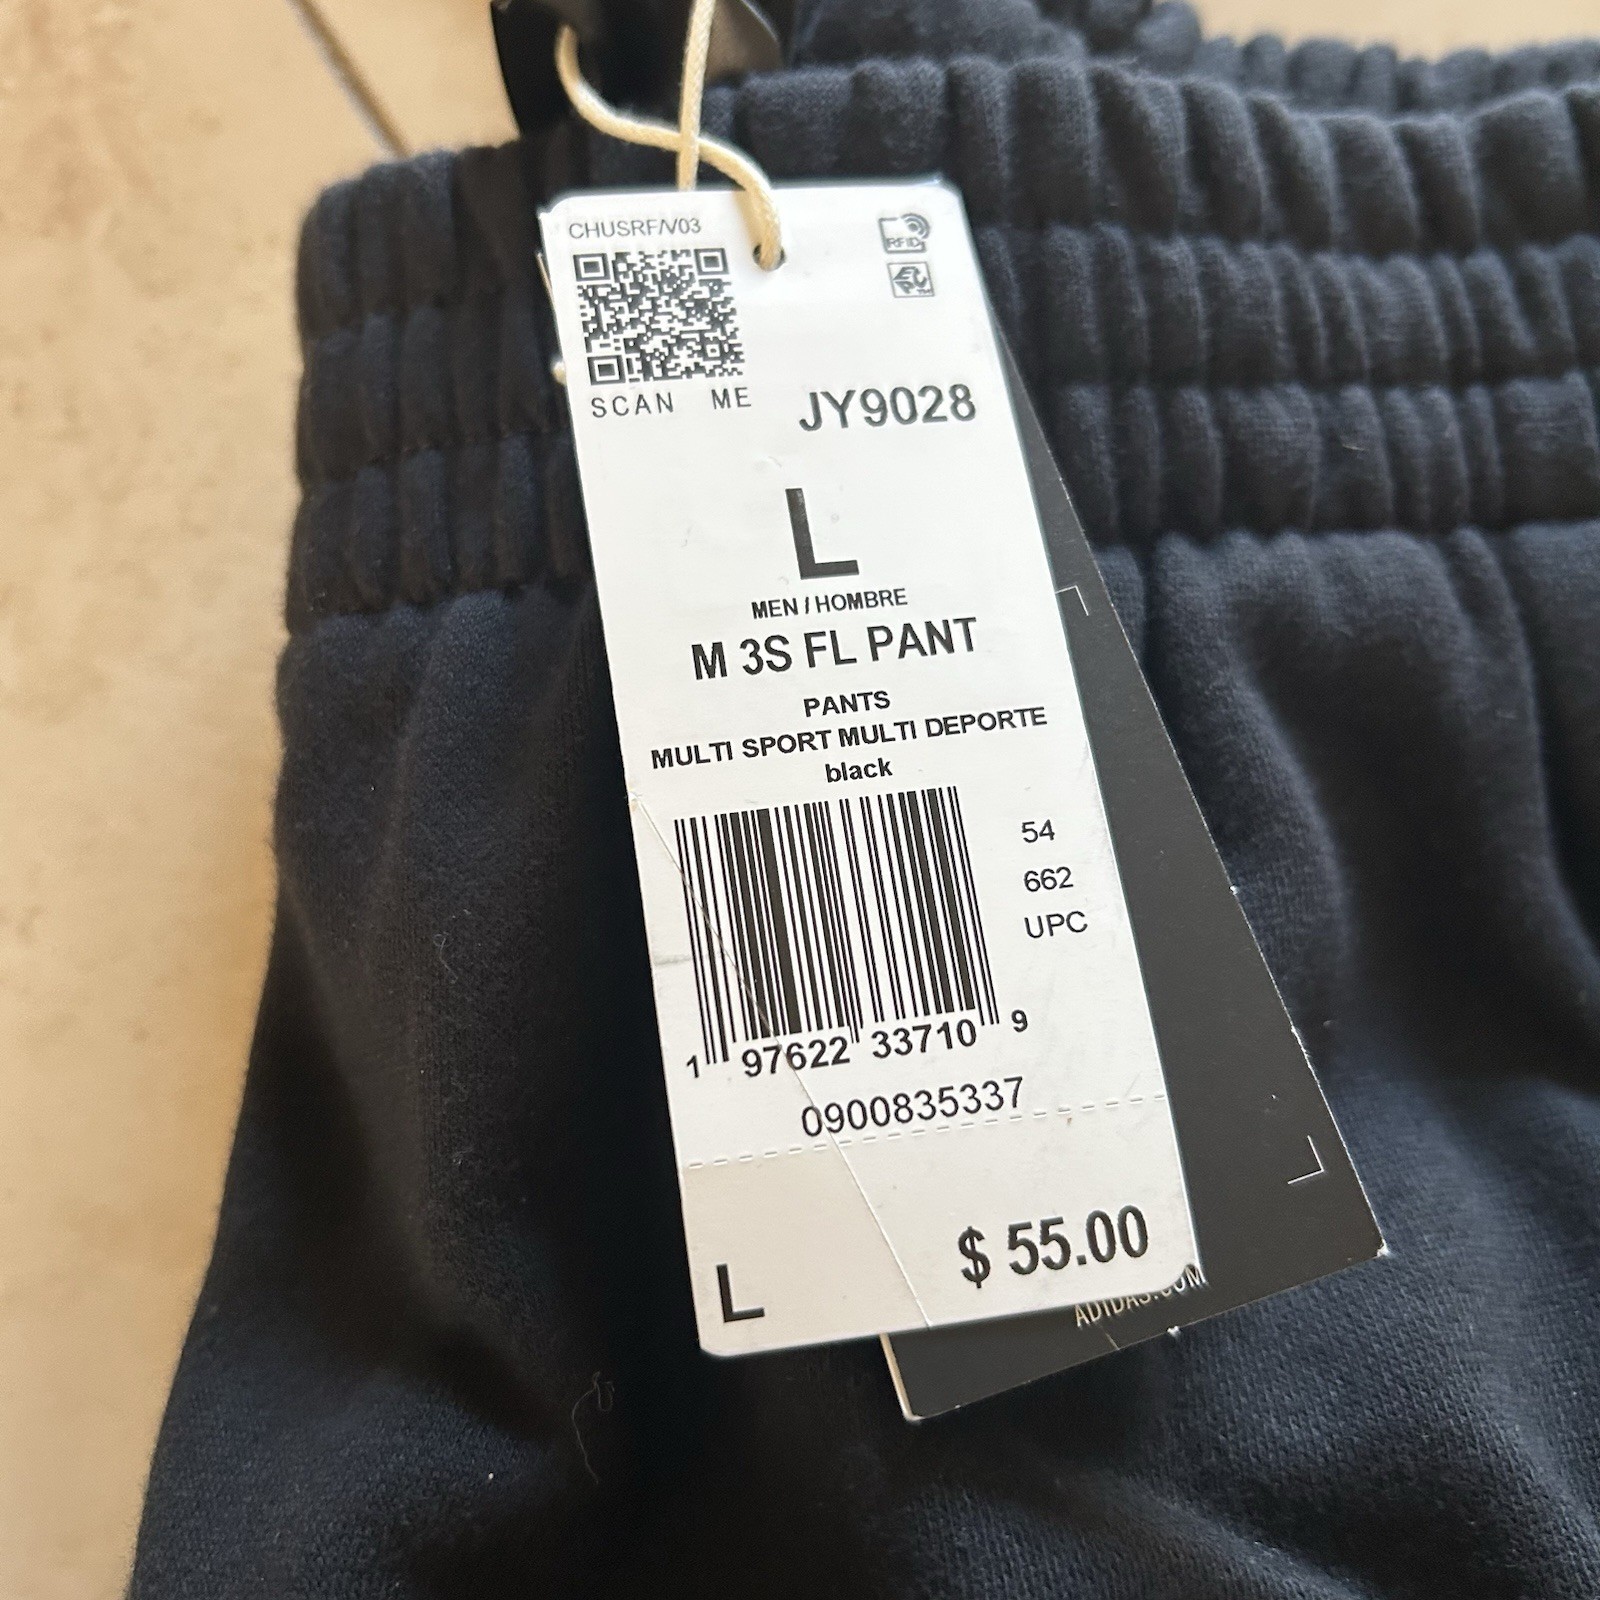 CHUSRF/V03
RFID
SCAN ME
JY9028
L
MEN / HOMBRE
M 3S FL PANT
PANTS
MULTI SPORT MULTI DEPORTE
black
54
662
UPC
1 97622 33710 9
0900835337
$ 55.00
L
ADIDAS.COM